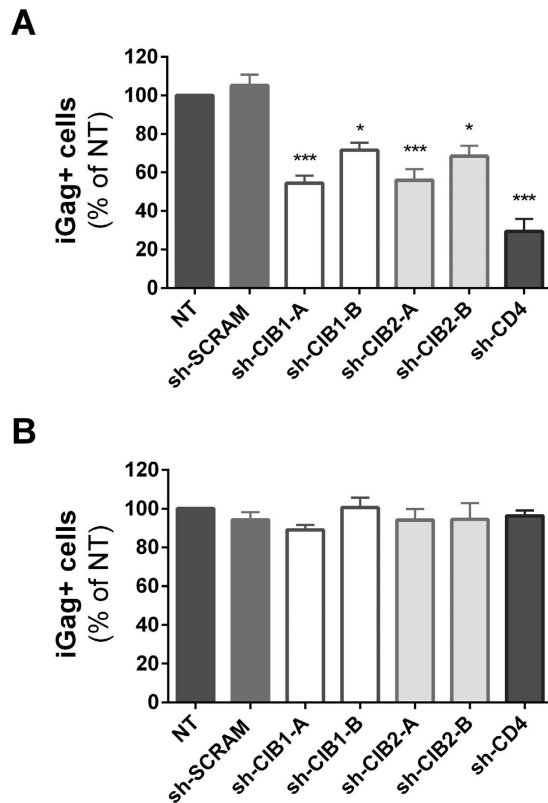 A
iGag+ cells
(% of NT)
120
100
80
60
40
20
0
***
*
***
*
***
NT
sh-SCRAM
sh-CIB1-A
sh-CIB1-B
sh-CIB2-A
sh-CIB2-B
sh-CD4
B
iGag+ cells
(% of NT)
120
100
80
60
40
20
0
NT
sh-SCRAM
sh-CIB1-A
sh-CIB1-B
sh-CIB2-A
sh-CIB2-B
sh-CD4